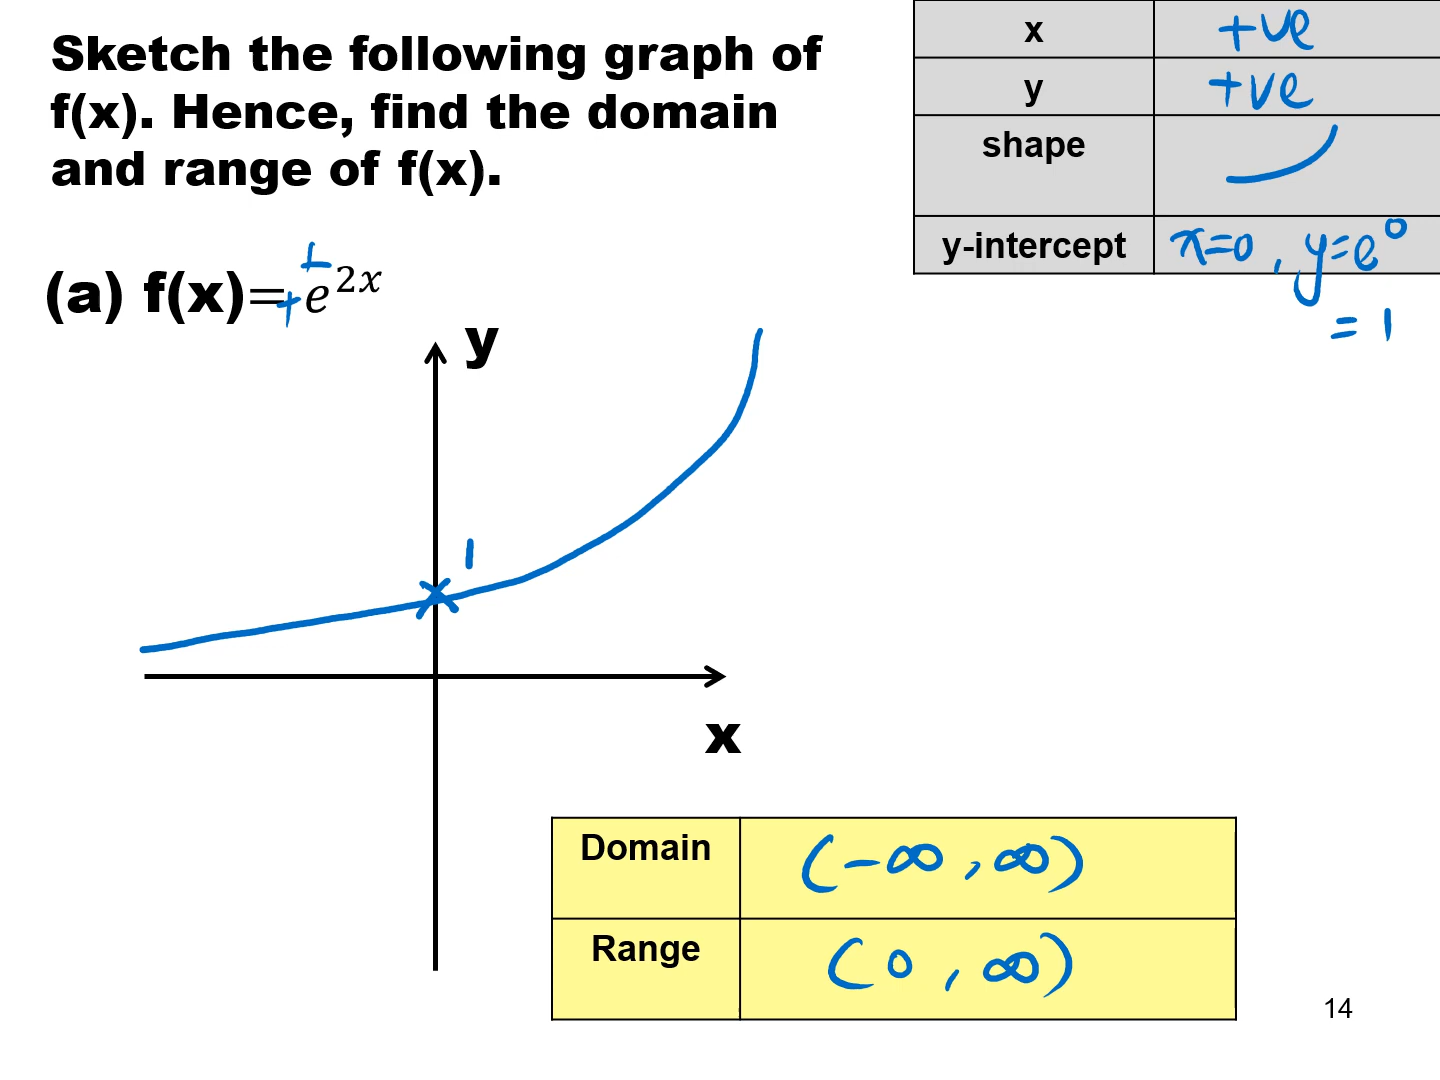 Sketch the following graph of
f(x). Hence, find the domain
and range of f(x).
x +ve
y +ve
shape
y-intercept x=0, y=e⁰
= 1
(a) f(x)=+e^{+2x}
y
1
x
Domain (-∞, ∞)
Range (0, ∞)
14